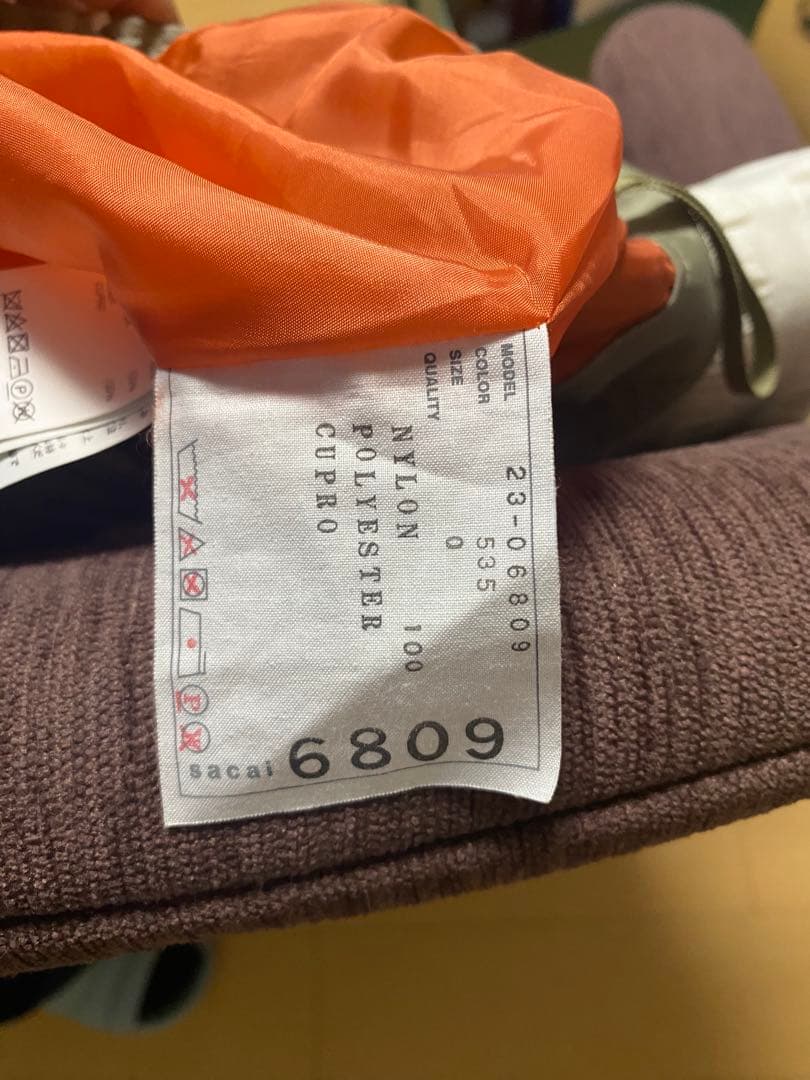 MODEL 23-06809
COLOR 535
SIZE 0
QUALITY
NYLON 100
POLYESTER
CUPRO
sacai 6809